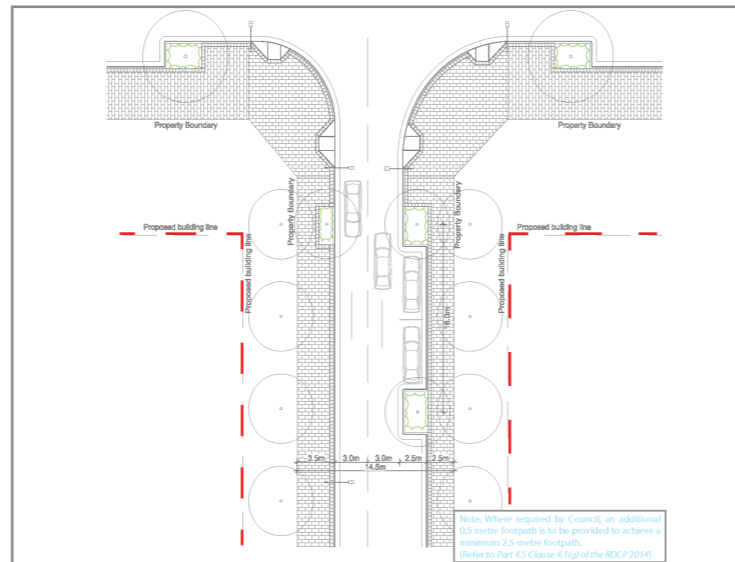 Property Boundary
Property Boundary
Property Boundary
Property Boundary
Proposed building line
Proposed building line
Proposed building line
Proposed building line
16.0m
3.5m 3.0m 3.0m 2.5m 2.5m
14.5m
Note: Where required by Council, an additional
0.5 metre footpath is to be provided to achieve a
minimum 2.5-metre footpath.
(Refer to Part 4.5 Clause 4.1(g) of the RDCP 2014)